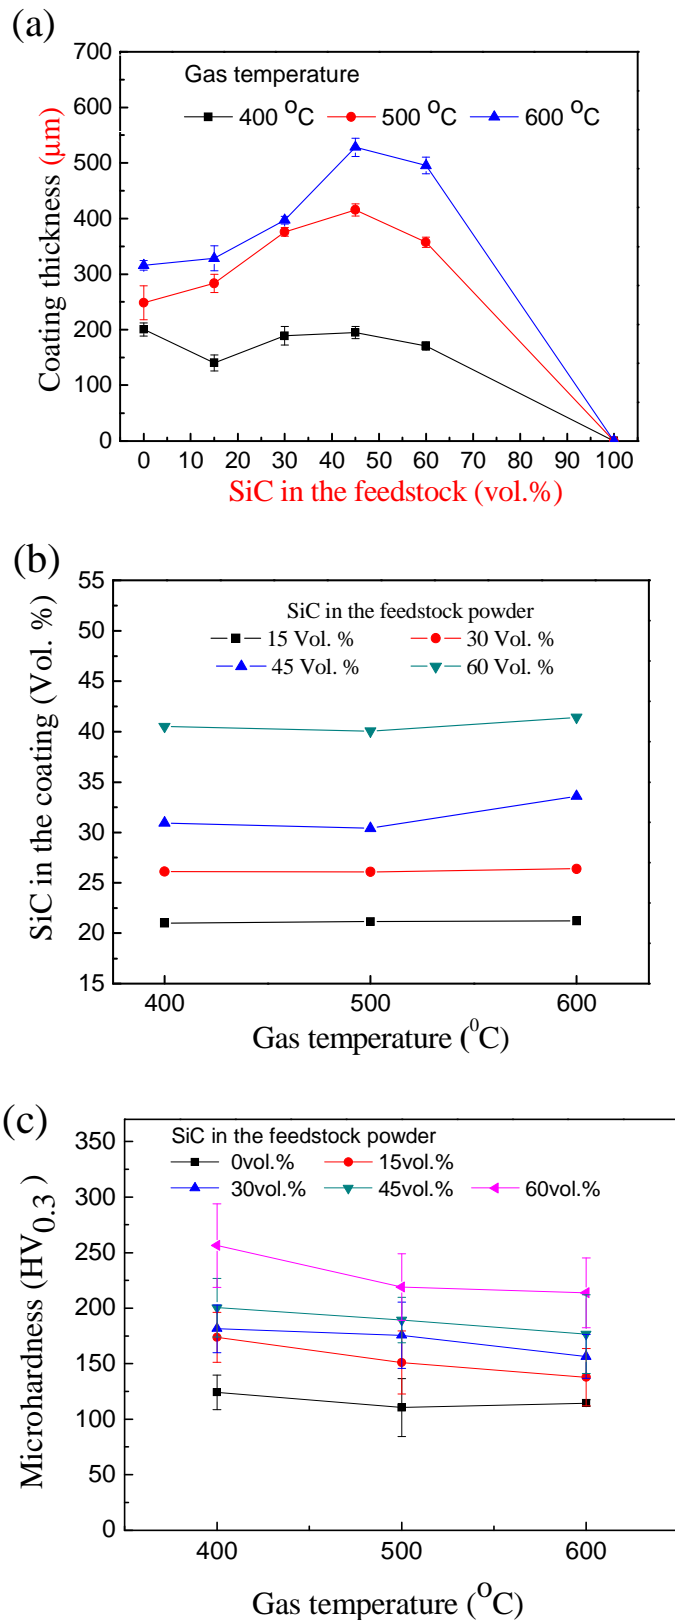 (a)
700
600
500
400
300
200
100
0
Coating thickness (μm)
Gas temperature
400 °C 500 °C 600 °C
0 10 20 30 40 50 60 70 80 90 100
SiC in the feedstock (vol.%)
(b)
55
50
45
40
35
30
25
20
15
SiC in the coating (Vol. %)
SiC in the feedstock powder
15 Vol. % 30 Vol. %
45 Vol. % 60 Vol. %
400 500 600
Gas temperature (⁰C)
(c)
350
300
250
200
150
100
50
0
Microhardness (HV0.3)
SiC in the feedstock powder
0vol.% 15vol.%
30vol.% 45vol.% 60vol.%
400 500 600
Gas temperature (°C)